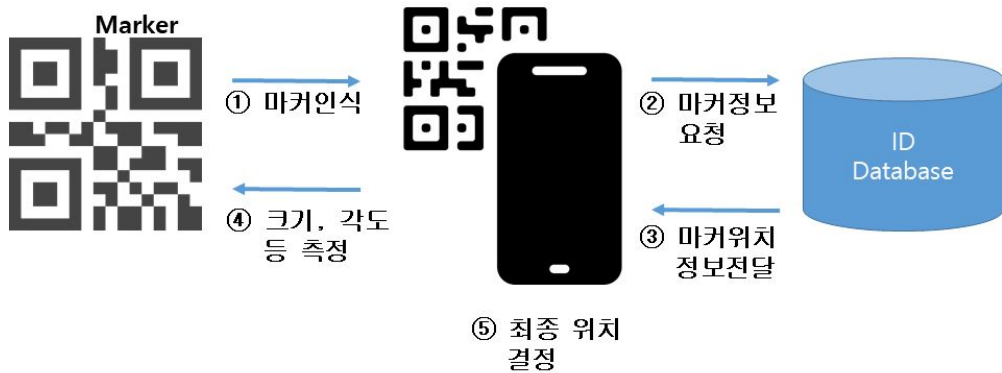 Marker
① 마커인식
② 마커정보
요청
ID
Database
④ 크기, 각도
등 측정
③ 마커위치
정보전달
⑤ 최종 위치
결정